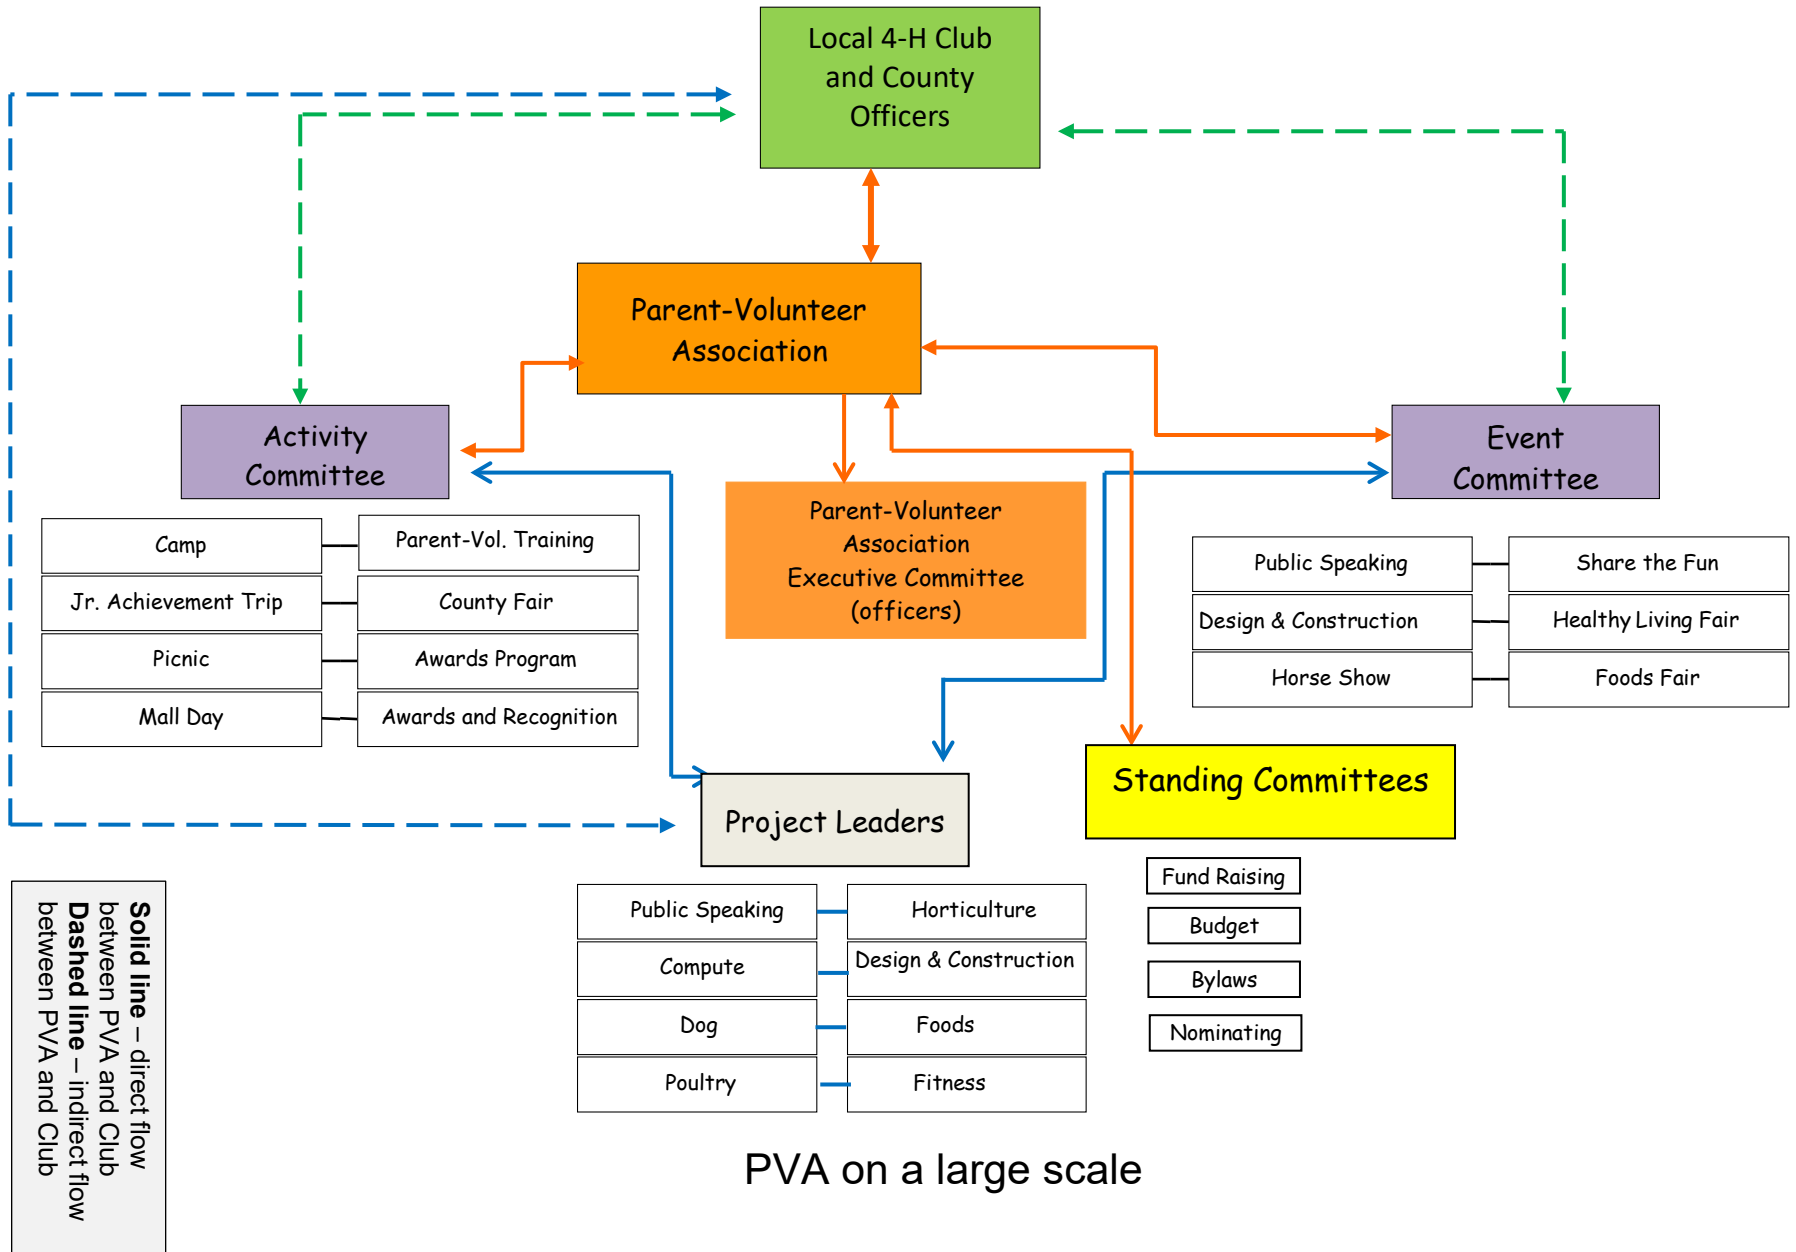 Local 4-H Club
and County
Officers
Parent-Volunteer
Association
Activity
Committee
Event
Committee
Parent-Volunteer
Association
Executive Committee
(officers)
Camp
Parent-Vol. Training
Jr. Achievement Trip
County Fair
Picnic
Awards Program
Mall Day
Awards and Recognition
Public Speaking
Share the Fun
Design & Construction
Healthy Living Fair
Horse Show
Foods Fair
Project Leaders
Standing Committees
Public Speaking
Horticulture
Compute
Design & Construction
Dog
Foods
Poultry
Fitness
Fund Raising
Budget
Bylaws
Nominating
Solid line – direct flow
between PVA and Club
Dashed line – indirect flow
between PVA and Club
PVA on a large scale